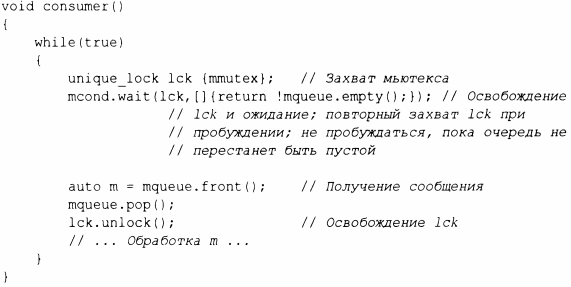 void consumer()
{
while(true)
{
unique_lock lck {mmutex}; // Захват мьютекса
mcond.wait(lck,[]{return !mqueue.empty();}); // Освобождение
// lck и ожидание; повторный захват lck при
// пробуждении; не пробуждаться, пока очередь не
// перестанет быть пустой
auto m = mqueue.front(); // Получение сообщения
mqueue.pop();
lck.unlock(); // Освобождение lck
// ... Обработка m ...
}
}